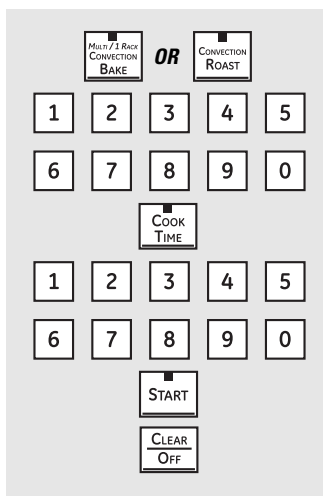 MULTI / 1 RACK
CONVECTION
BAKE
OR
CONVECTION
ROAST
1 2 3 4 5
6 7 8 9 0
COOK
TIME
1 2 3 4 5
6 7 8 9 0
START
CLEAR
OFF